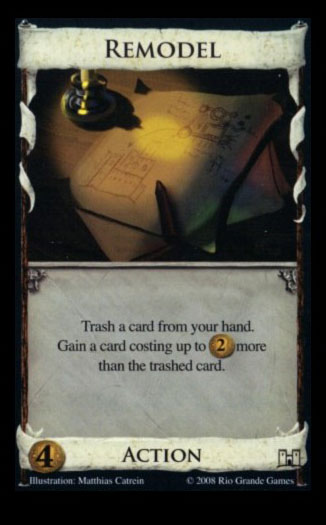 REMODEL
Trash a card from your hand.
Gain a card costing up to 2 more
than the trashed card.
4 ACTION
Illustration: Matthias Catrein © 2008 Rio Grande Games